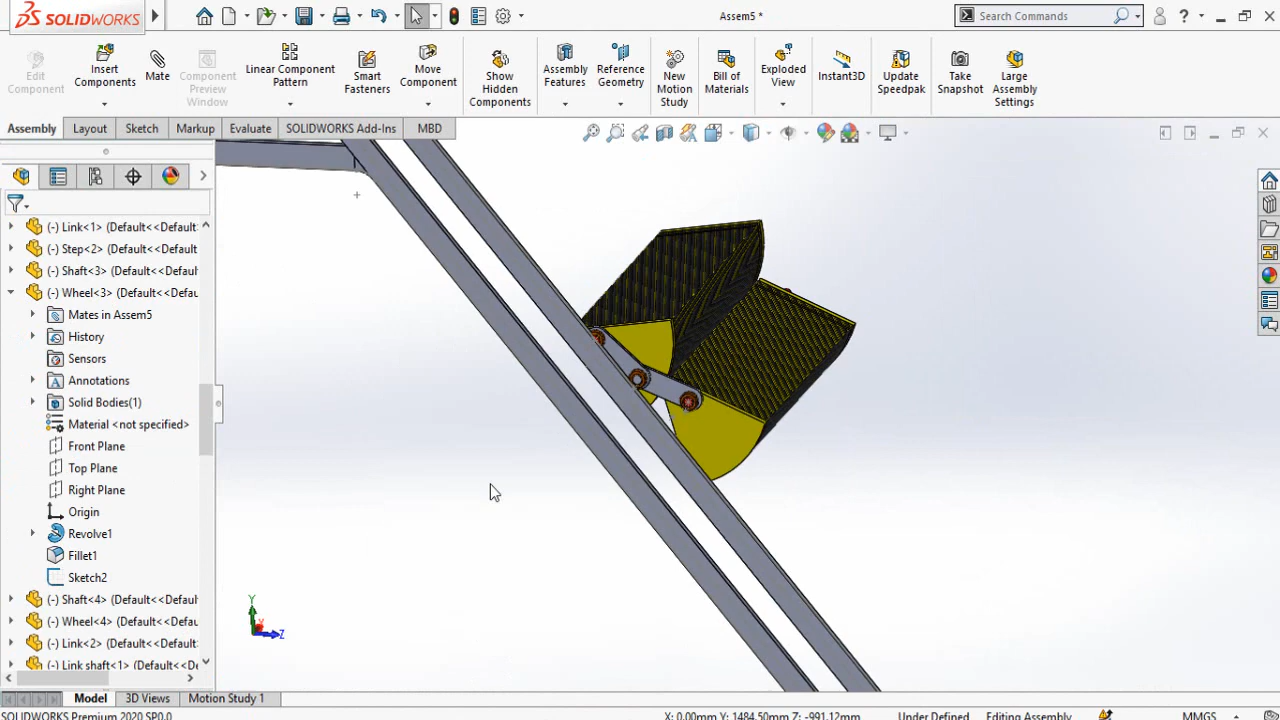 SOLIDWORKS
Assem5 *
Search Commands
Edit Component
Insert Components
Mate
Component Preview Window
Linear Component Pattern
Smart Fasteners
Move Component
Show Hidden Components
Assembly Features
Reference Geometry
New Motion Study
Bill of Materials
Exploded View
Instant3D
Update Speedpak
Take Snapshot
Large Assembly Settings
Assembly Layout Sketch Markup Evaluate SOLIDWORKS Add-Ins MBD
(-) Link<1> (Default<<Default
(-) Step<2> (Default<<Default
(-) Shaft<3> (Default<<Defaul
(-) Wheel<3> (Default<<Defau
Mates in Assem5
History
Sensors
Annotations
Solid Bodies(1)
Material <not specified>
Front Plane
Top Plane
Right Plane
Origin
Revolve1
Fillet1
Sketch2
(-) Shaft<4> (Default<<Defaul
(-) Wheel<4> (Default<<Defau
(-) Link<2> (Default<<Default
(-) Link shaft<1> (Default<<De
Y
Z
Model 3D Views Motion Study 1
SOLIDWORKS Premium 2020 SP0.0
X: 0.00mm Y: 1484.50mm Z: -991.12mm Under Defined Editing Assembly MMGS